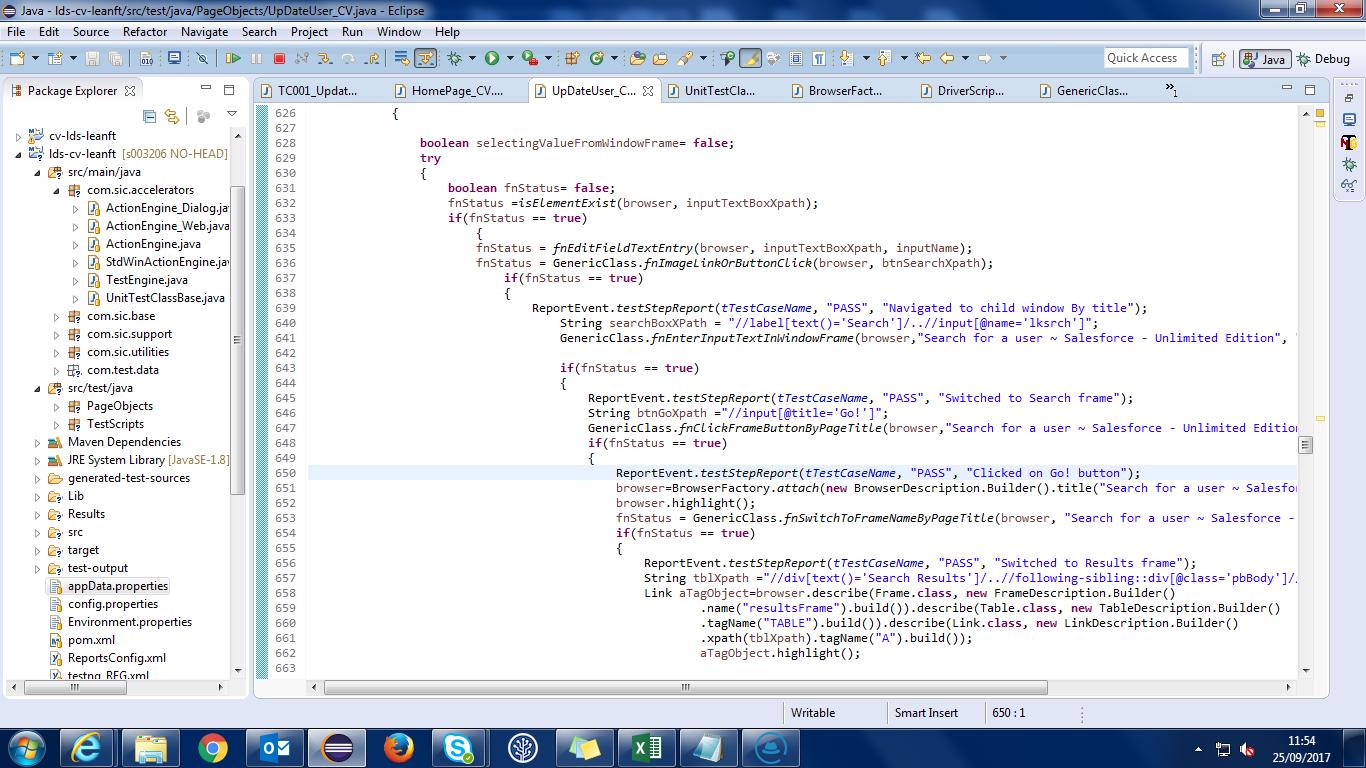 Java - lds-cv-leanft/src/test/java/PageObjects/UpDateUser_CV.java - Eclipse
File Edit Source Refactor Navigate Search Project Run Window Help
Quick Access
Java
Debug
Package Explorer
cv-lds-leanft
lds-cv-leanft [s003206 NO-HEAD]
src/main/java
com.sic.accelerators
ActionEngine_Dialog.ja
ActionEngine_Web.java
ActionEngine.java
StdWinActionEngine.ja
TestEngine.java
UnitTestClassBase.java
com.sic.base
com.sic.support
com.sic.utilities
com.test.data
src/test/java
PageObjects
TestScripts
Maven Dependencies
JRE System Library [JavaSE-1.8]
generated-test-sources
Lib
Results
src
target
test-output
appData.properties
config.properties
Environment.properties
pom.xml
ReportsConfig.xml
testng_REG.xml
TC001_Updat... HomePage_CV.... UpDateUser_C... UnitTestCla... BrowserFact... DriverScrip... GenericClas... »1
626 {
627
628 boolean selectingValueFromWindowFrame= false;
629 try
630 {
631 boolean fnStatus= false;
632 fnStatus =isElementExist(browser, inputTextBoxXpath);
633 if(fnStatus == true)
634 {
635 fnStatus = fnEditFieldTextEntry(browser, inputTextBoxXpath, inputName);
636 fnStatus = GenericClass.fnImageLinkOrButtonClick(browser, btnSearchXpath);
637 if(fnStatus == true)
638 {
639 ReportEvent.testStepReport(tTestCaseName, "PASS", "Navigated to child window By title");
640 String searchBoxXPath = "//label[text()='Search']/..//input[@name='lksrch']";
641 GenericClass.fnEnterInputTextInWindowFrame(browser,"Search for a user ~ Salesforce - Unlimited Edition", "
642
643 if(fnStatus == true)
644 {
645 ReportEvent.testStepReport(tTestCaseName, "PASS", "Switched to Search frame");
646 String btnGoXpath ="//input[@title='Go!']";
647 GenericClass.fnClickFrameButtonByPageTitle(browser,"Search for a user ~ Salesforce - Unlimited Edition
648 if(fnStatus == true)
649 {
650 ReportEvent.testStepReport(tTestCaseName, "PASS", "Clicked on Go! button");
651 browser=BrowserFactory.attach(new BrowserDescription.Builder().title("Search for a user ~ Salesfor
652 browser.highlight();
653 fnStatus = GenericClass.fnSwitchToFrameNameByPageTitle(browser, "Search for a user ~ Salesforce -
654 if(fnStatus == true)
655 {
656 ReportEvent.testStepReport(tTestCaseName, "PASS", "Switched to Results frame");
657 String tblXpath ="//div[text()='Search Results']/..//following-sibling::div[@class='pbBody']//
658 Link aTagObject=browser.describe(Frame.class, new FrameDescription.Builder()
659 .name("resultsFrame").build()).describe(Table.class, new TableDescription.Builder()
660 .tagName("TABLE").build()).describe(Link.class, new LinkDescription.Builder()
661 .xpath(tblXpath).tagName("A").build());
662 aTagObject.highlight();
663
Writable
Smart Insert
650 : 1
11:54
25/09/2017